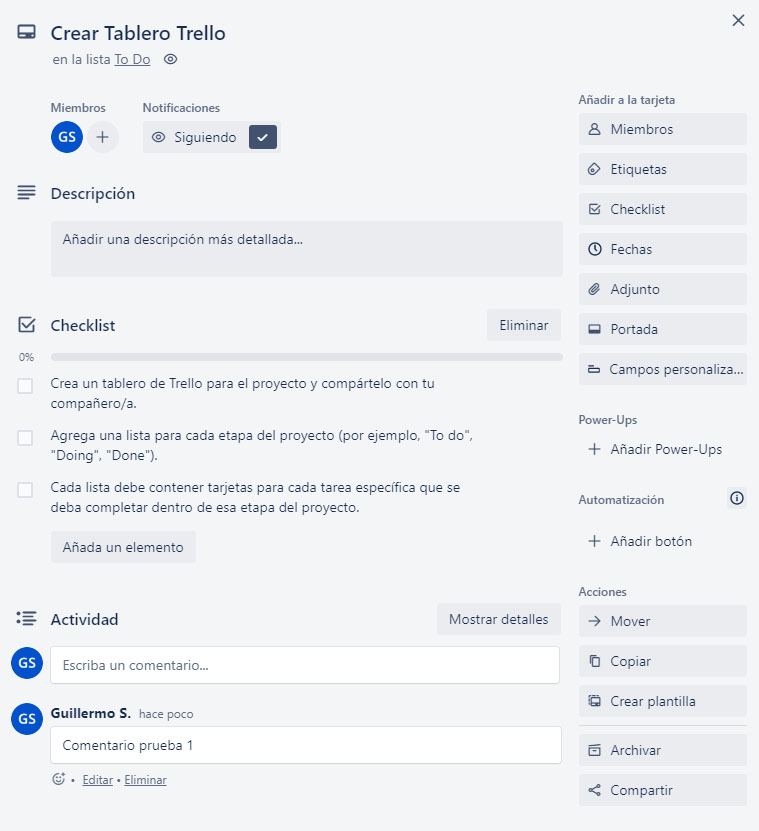 Crear Tablero Trello
en la lista To Do
Miembros
Notificaciones
GS
Siguiendo
Descripción
Añadir una descripción más detallada...
Checklist
Eliminar
0%
Crea un tablero de Trello para el proyecto y compártelo con tu
compañero/a.
Agrega una lista para cada etapa del proyecto (por ejemplo, "To do",
"Doing", "Done").
Cada lista debe contener tarjetas para cada tarea específica que se
deba completar dentro de esa etapa del proyecto.
Añada un elemento
Actividad
Mostrar detalles
GS
Escriba un comentario...
GS
Guillermo S. hace poco
Comentario prueba 1
• Editar • Eliminar
Añadir a la tarjeta
Miembros
Etiquetas
Checklist
Fechas
Adjunto
Portada
Campos personaliza...
Power-Ups
+ Añadir Power-Ups
Automatización
+ Añadir botón
Acciones
Mover
Copiar
Crear plantilla
Archivar
Compartir